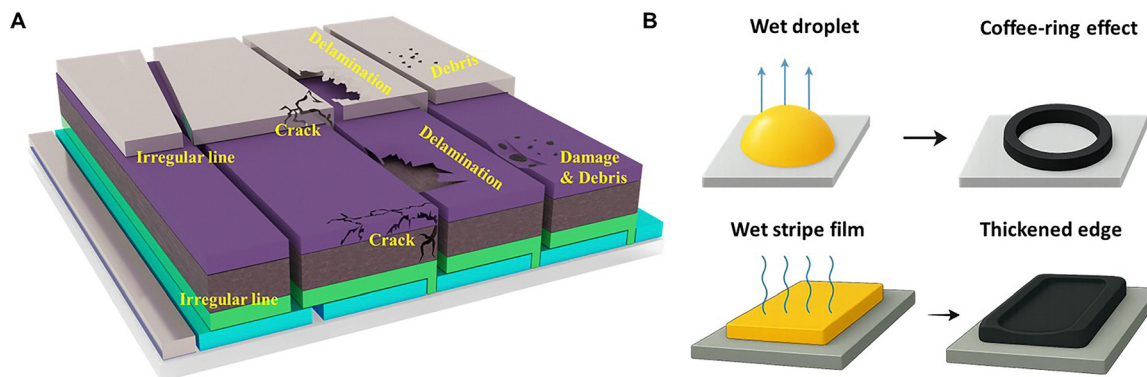 A
Delamination
Debris
Crack
Irregular line
Delamination
Damage
& Debris
Crack
Irregular line
B
Wet droplet
Coffee-ring effect
Wet stripe film
Thickened edge